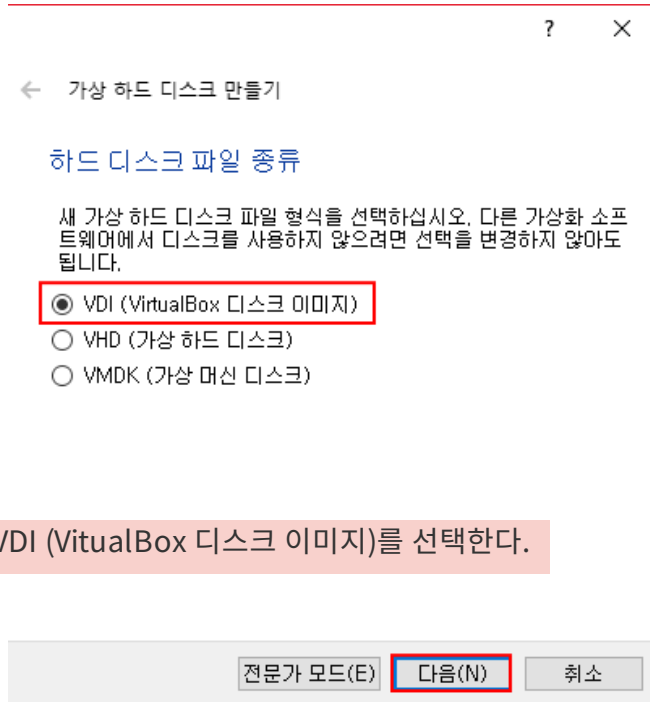 ?
가상 하드 디스크 만들기
하드 디스크 파일 종류
새 가상 하드 디스크 파일 형식을 선택하십시오. 다른 가상화 소프
트웨어에서 디스크를 사용하지 않으려면 선택을 변경하지 않아도
됩니다.
VDI (VirtualBox 디스크 이미지)
VHD (가상 하드 디스크)
VMDK (가상 머신 디스크)
VDI (VitualBox 디스크 이미지)를 선택한다.
전문가 모드(E) 다음(N) 취소